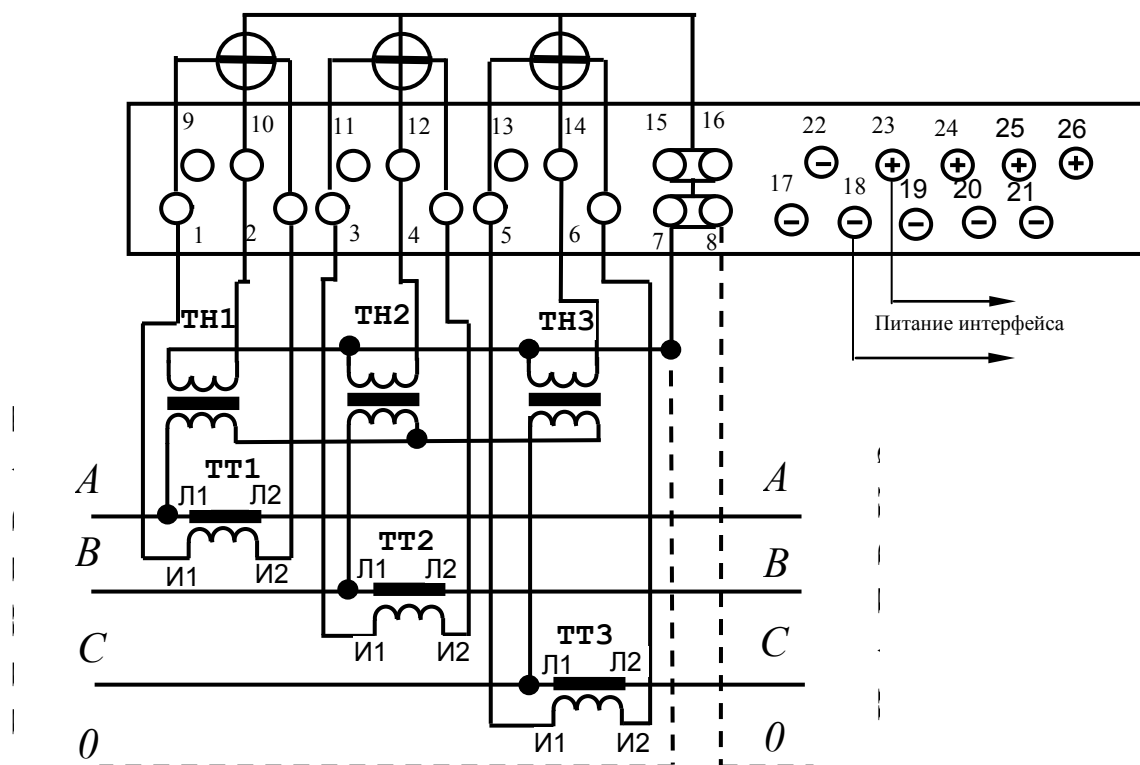 9 10 11 12 13 14 15 16 22 23 24 25 26
17 18 19 20 21
1 2 3 4 5 6 7 8
ТН1 ТН2 ТН3
Питание интерфейса
А ТТ1 А
Л1 Л2
В ТТ2 В
И1 И2 Л1 Л2
С ТТ3 С
И1 И2 Л1 Л2
0 И1 И2 0